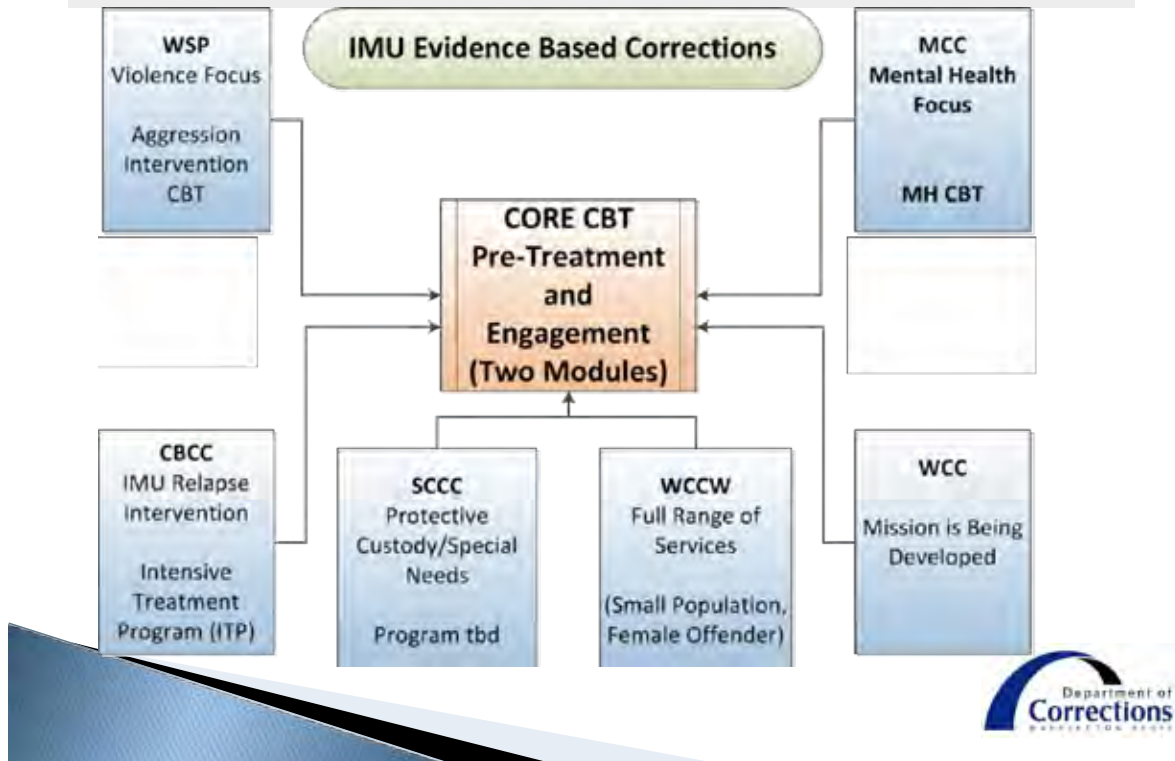 IMU Evidence Based Corrections
WSP
Violence Focus
Aggression
Intervention
CBT
MCC
Mental Health
Focus
MH CBT
CORE CBT
Pre-Treatment
and
Engagement
(Two Modules)
CBCC
IMU Relapse
Intervention
Intensive
Treatment
Program (ITP)
SCCC
Protective
Custody/Special
Needs
Program tbd
WCCW
Full Range of
Services
(Small Population,
Female Offender)
WCC
Mission is Being
Developed
Department of
Corrections
WASHINGTON STATE